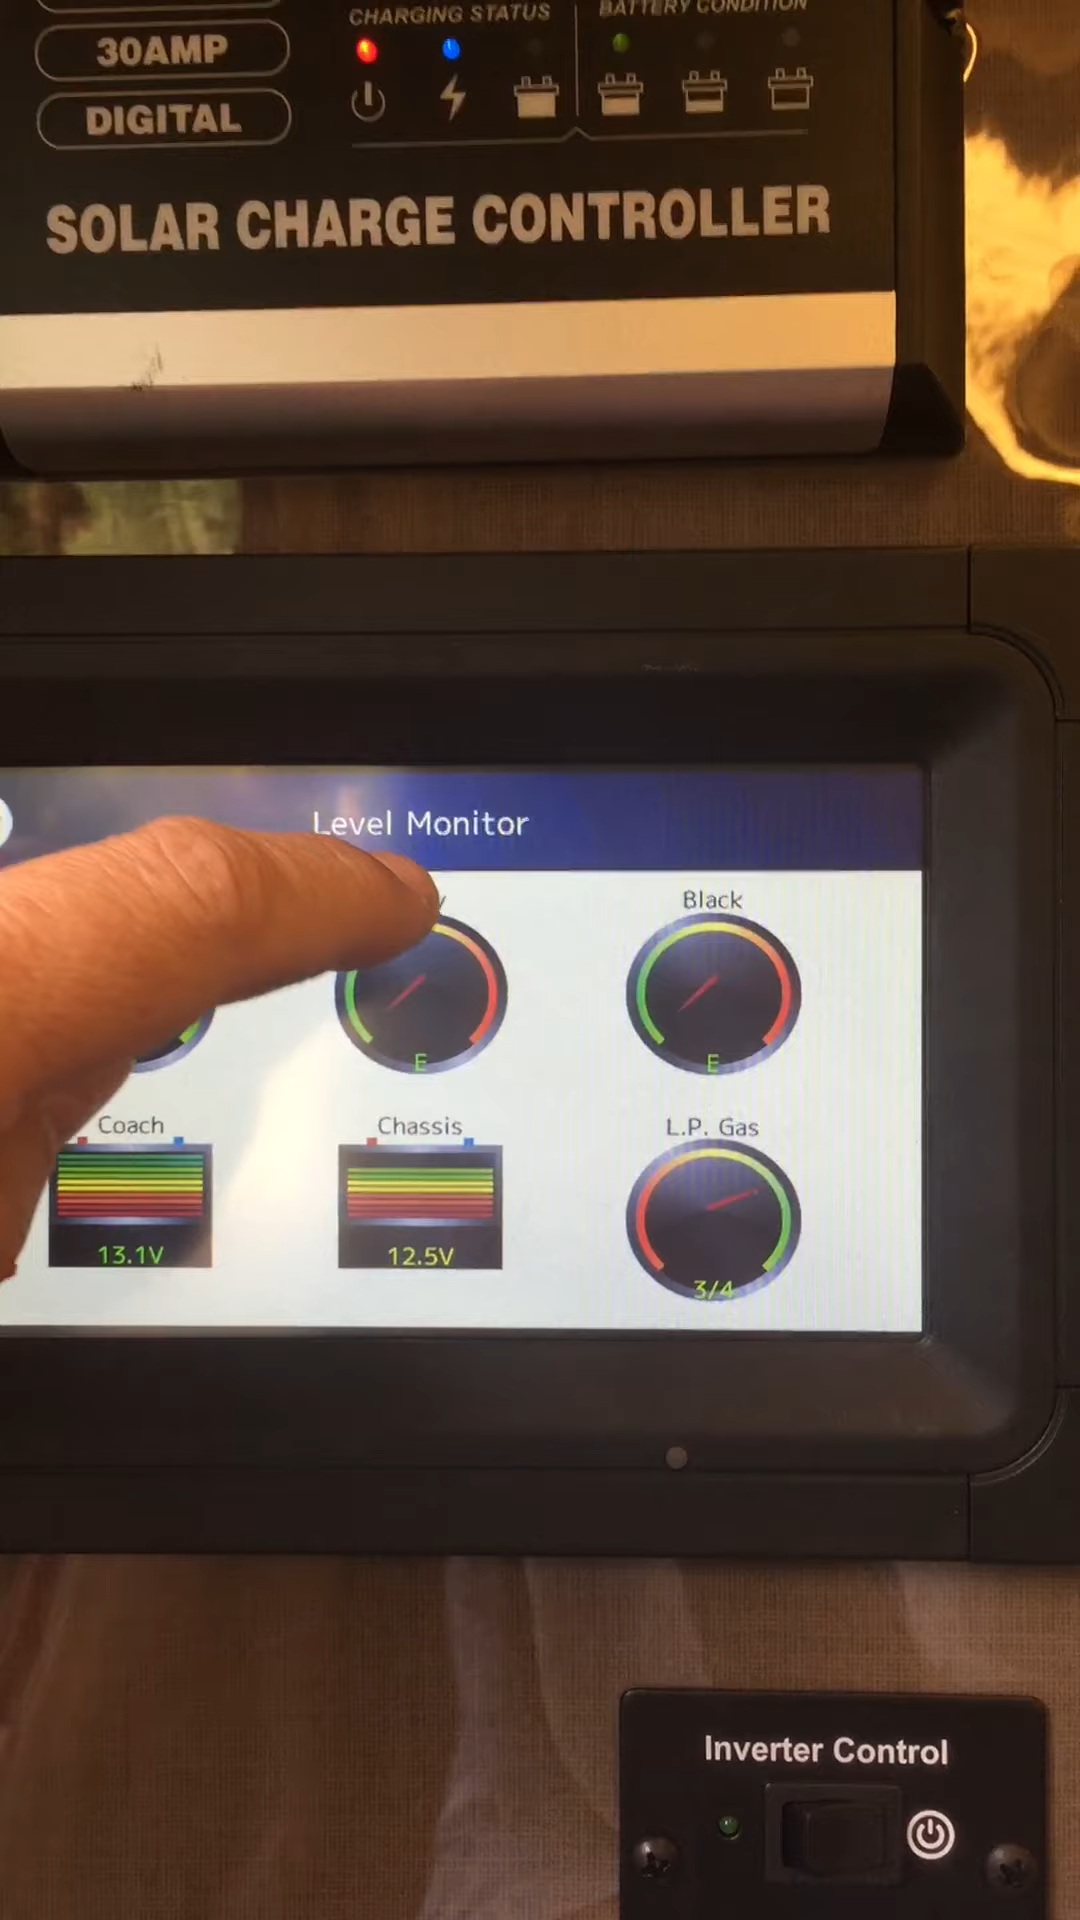 CHARGING STATUS
BATTERY CONDITION
30AMP
DIGITAL
SOLAR CHARGE CONTROLLER
Level Monitor
Black
E
E
Coach
Chassis
L.P. Gas
13.1V
12.5V
3/4
Inverter Control